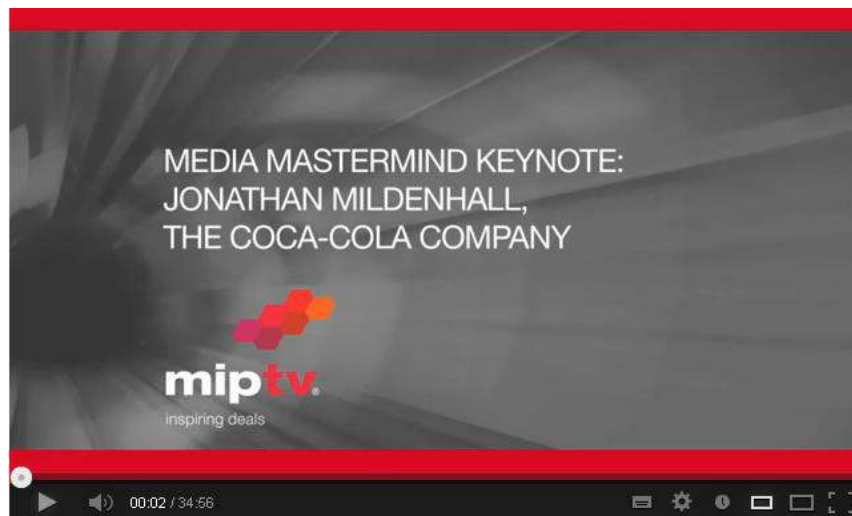 MEDIA MASTERMIND KEYNOTE:
JONATHAN MILDENHALL,
THE COCA-COLA COMPANY
miptv.
inspiring deals
00:02 / 34:56